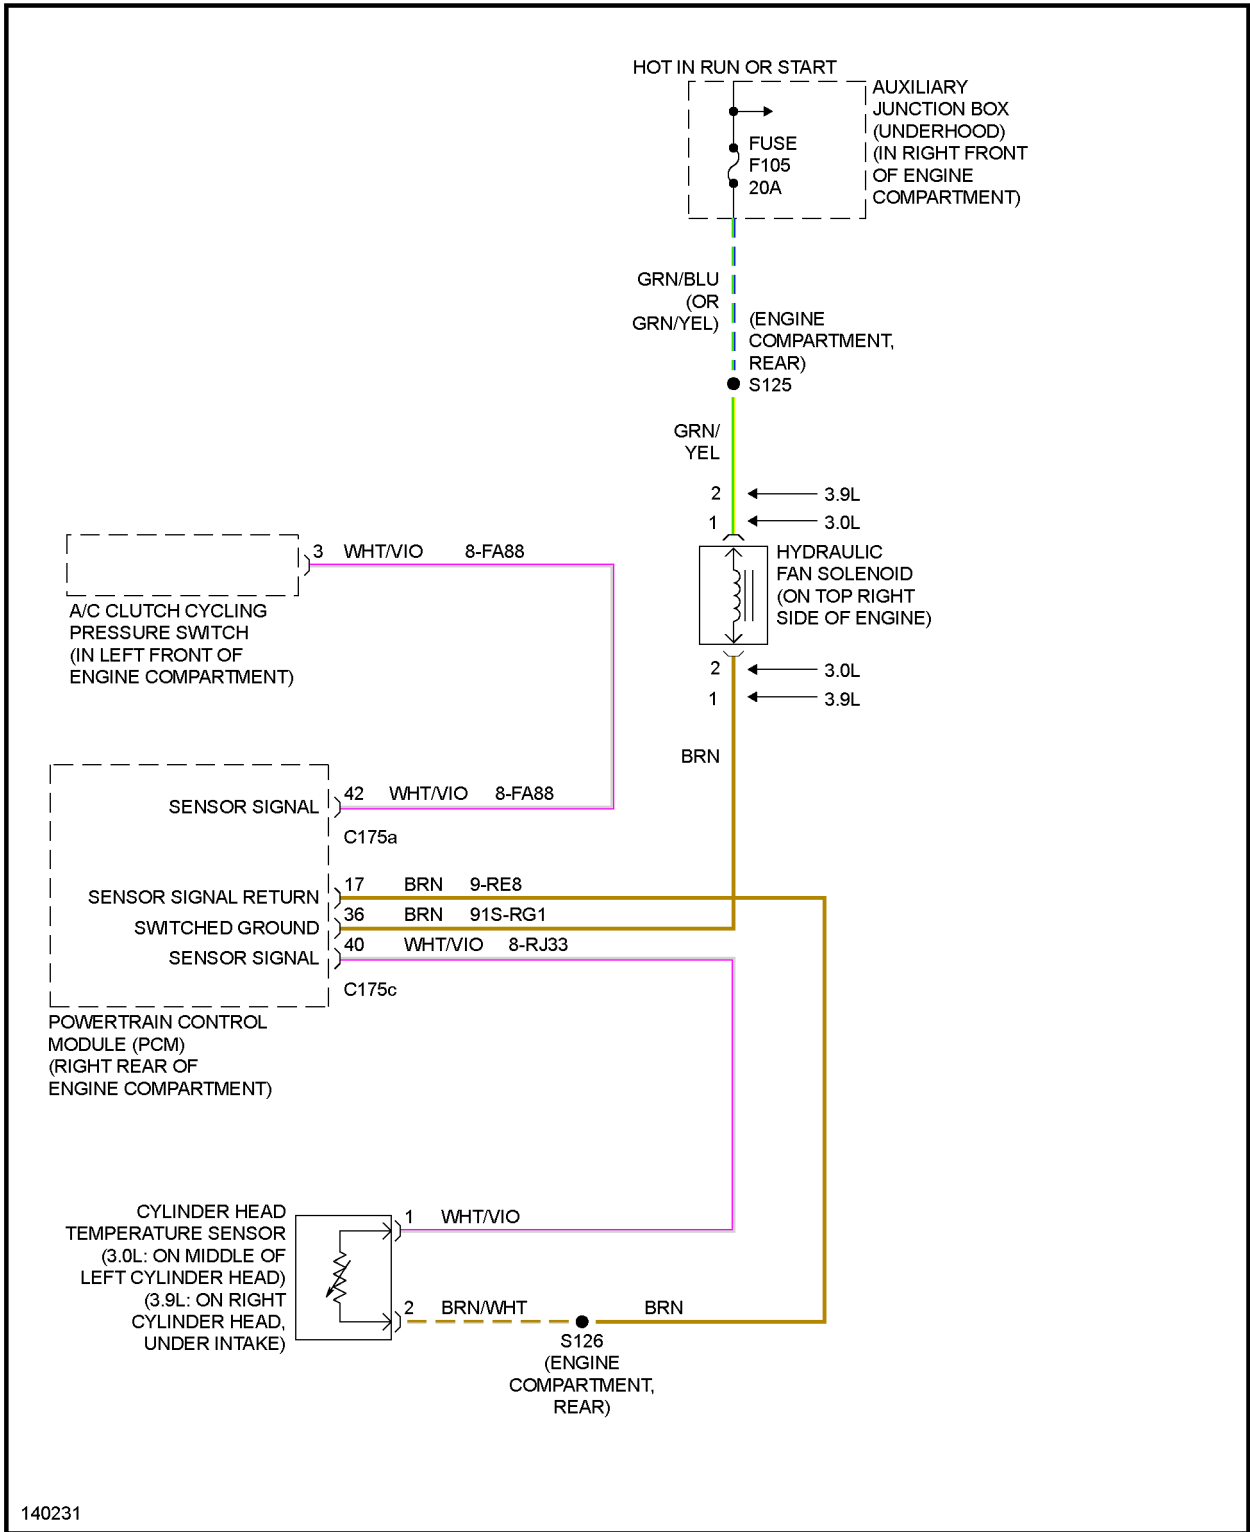 HOT IN RUN OR START
AUXILIARY
JUNCTION BOX
(UNDERHOOD)
(IN RIGHT FRONT
OF ENGINE
COMPARTMENT)
FUSE
F105
20A
GRN/BLU
(OR
GRN/YEL)
(ENGINE
COMPARTMENT,
REAR)
S125
GRN/
YEL
2
3.9L
1
3.0L
HYDRAULIC
FAN SOLENOID
(ON TOP RIGHT
SIDE OF ENGINE)
2
3.0L
1
3.9L
BRN
3 WHT/VIO 8-FA88
A/C CLUTCH CYCLING
PRESSURE SWITCH
(IN LEFT FRONT OF
ENGINE COMPARTMENT)
SENSOR SIGNAL
42 WHT/VIO 8-FA88
C175a
SENSOR SIGNAL RETURN
17 BRN 9-RE8
SWITCHED GROUND
36 BRN 91S-RG1
SENSOR SIGNAL
40 WHT/VIO 8-RJ33
C175c
POWERTRAIN CONTROL
MODULE (PCM)
(RIGHT REAR OF
ENGINE COMPARTMENT)
CYLINDER HEAD
TEMPERATURE SENSOR
(3.0L: ON MIDDLE OF
LEFT CYLINDER HEAD)
(3.9L: ON RIGHT
CYLINDER HEAD,
UNDER INTAKE)
1 WHT/VIO
2 BRN/WHT
BRN
S126
(ENGINE
COMPARTMENT,
REAR)
140231